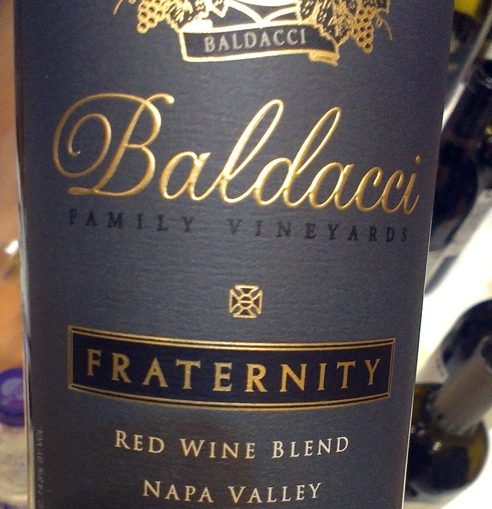 BALDACCI
Baldacci
FAMILY VINEYARDS
FRATERNITY
RED WINE BLEND
NAPA VALLEY